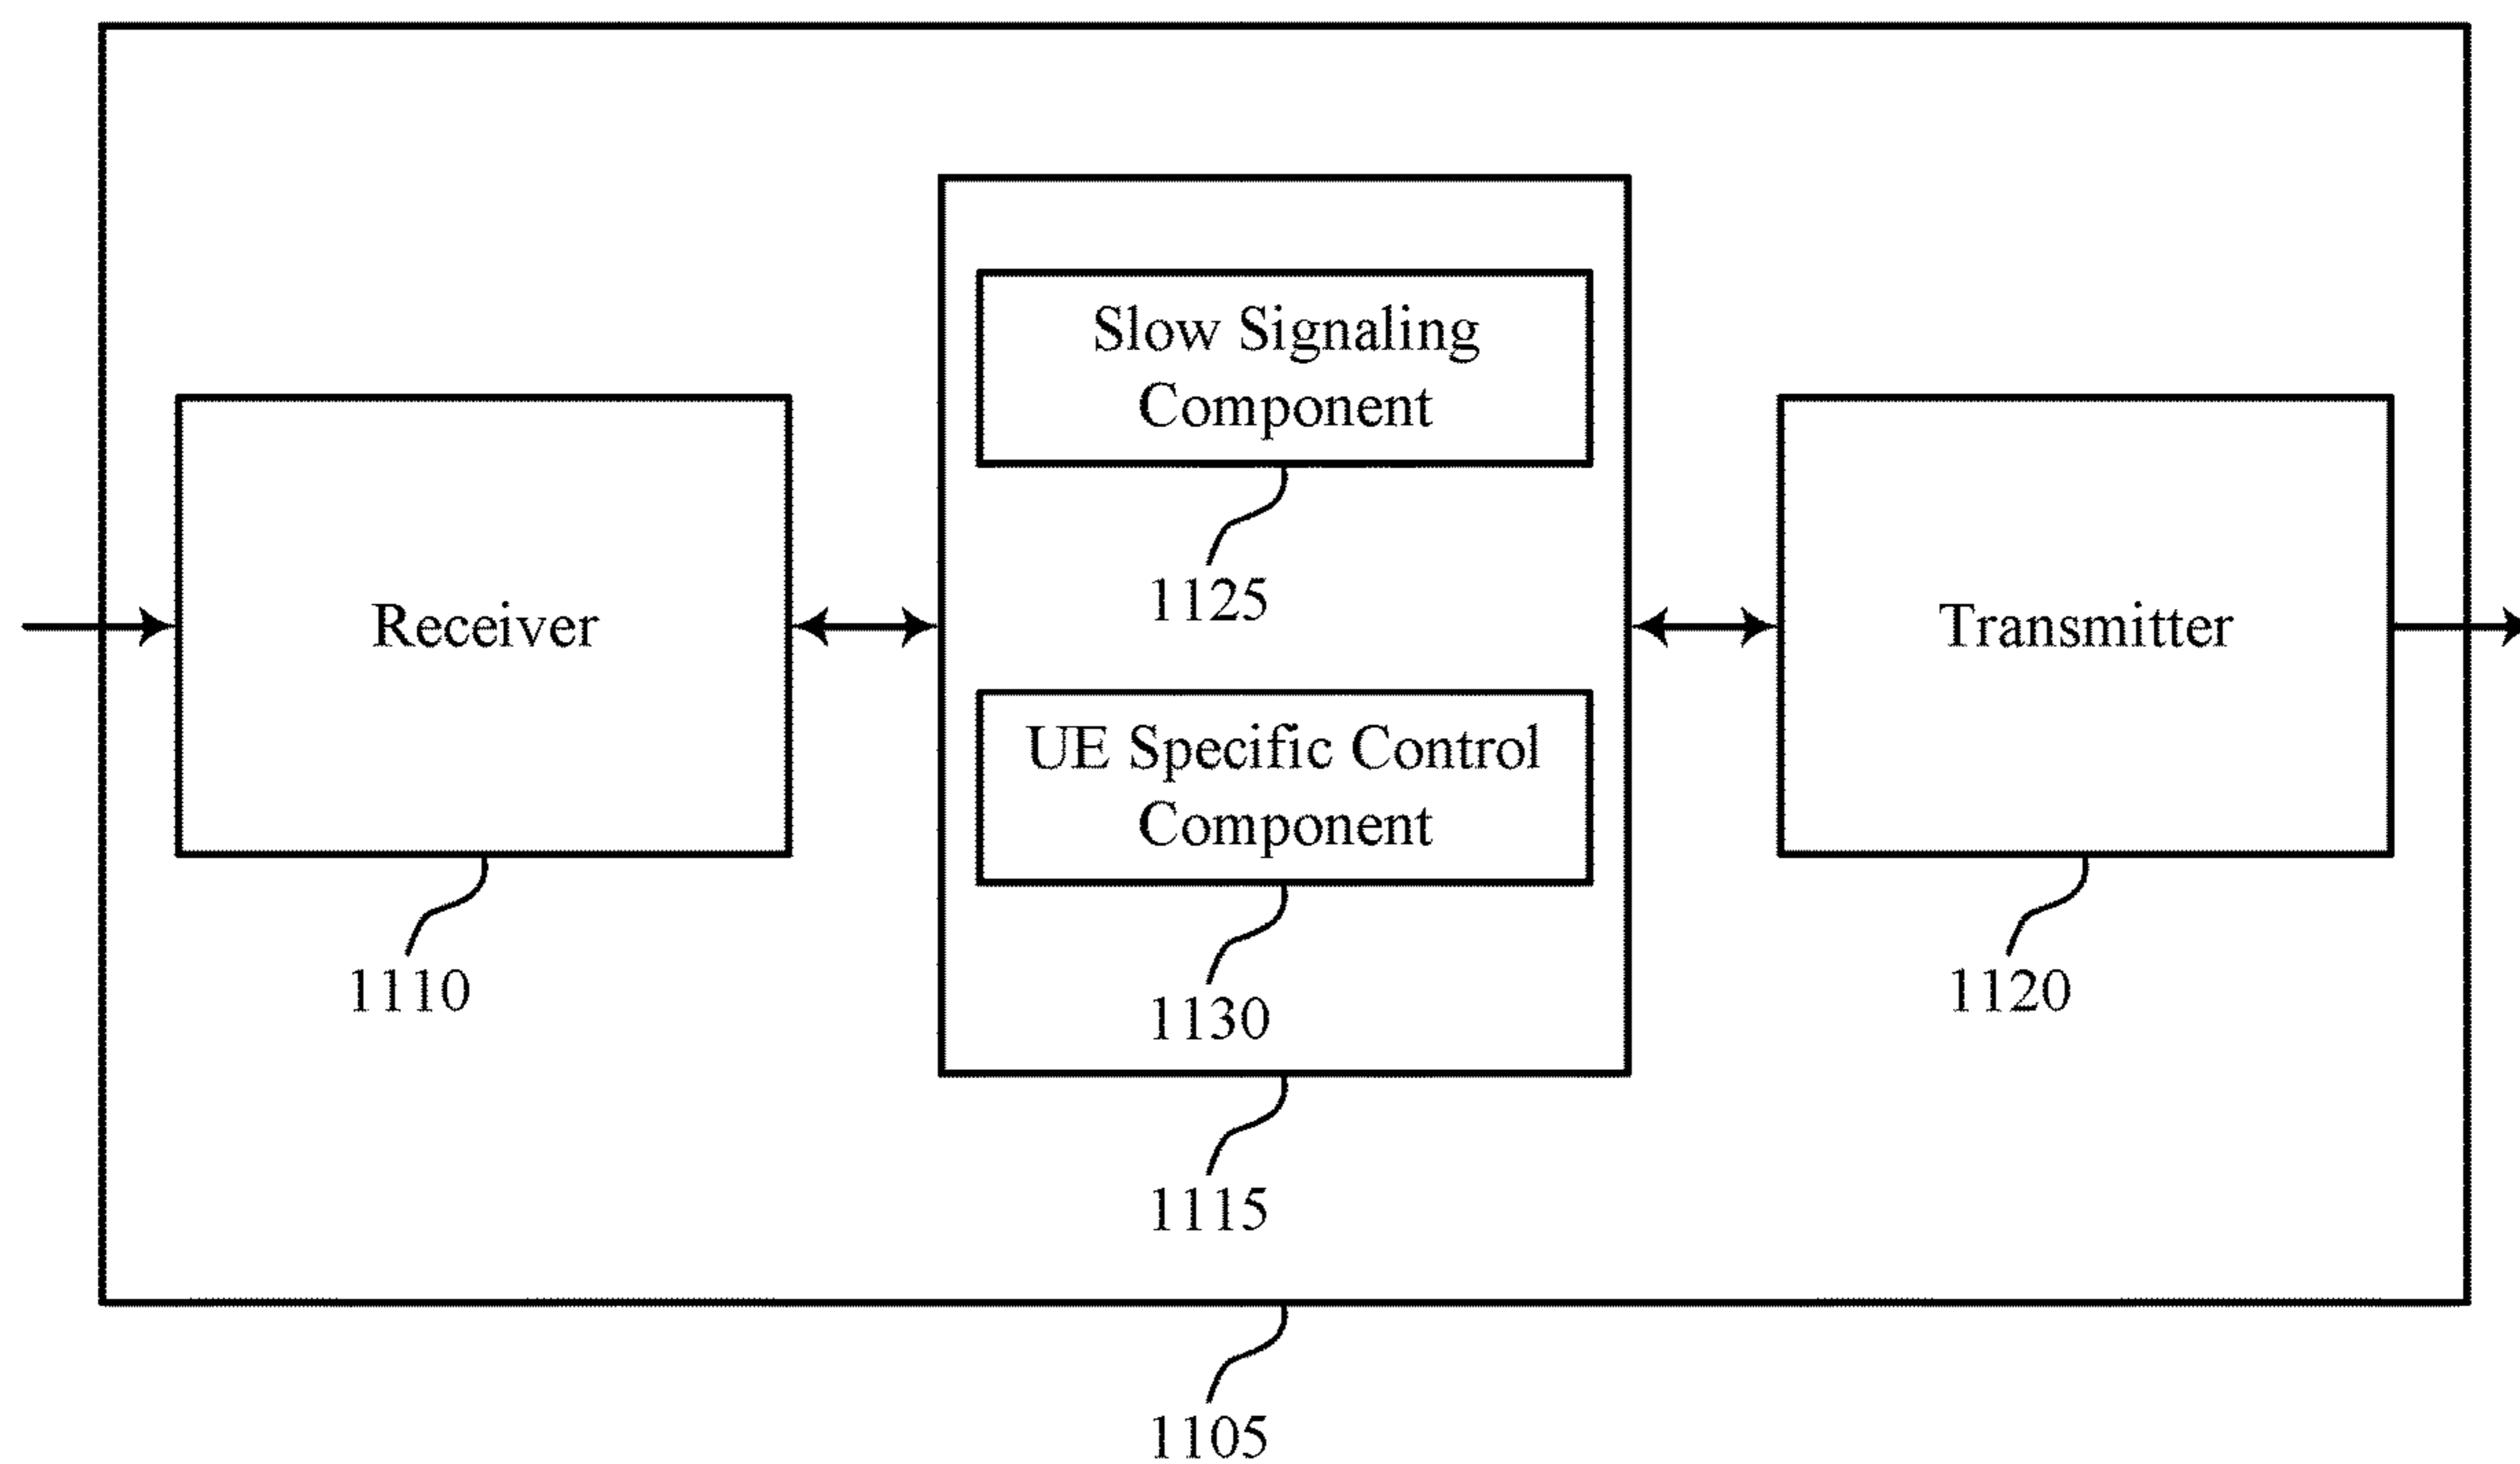 Slow Signaling
Component
1125
Receiver
1110
UE Specific Control
Component
1130
Transmitter
1120
1115
1105